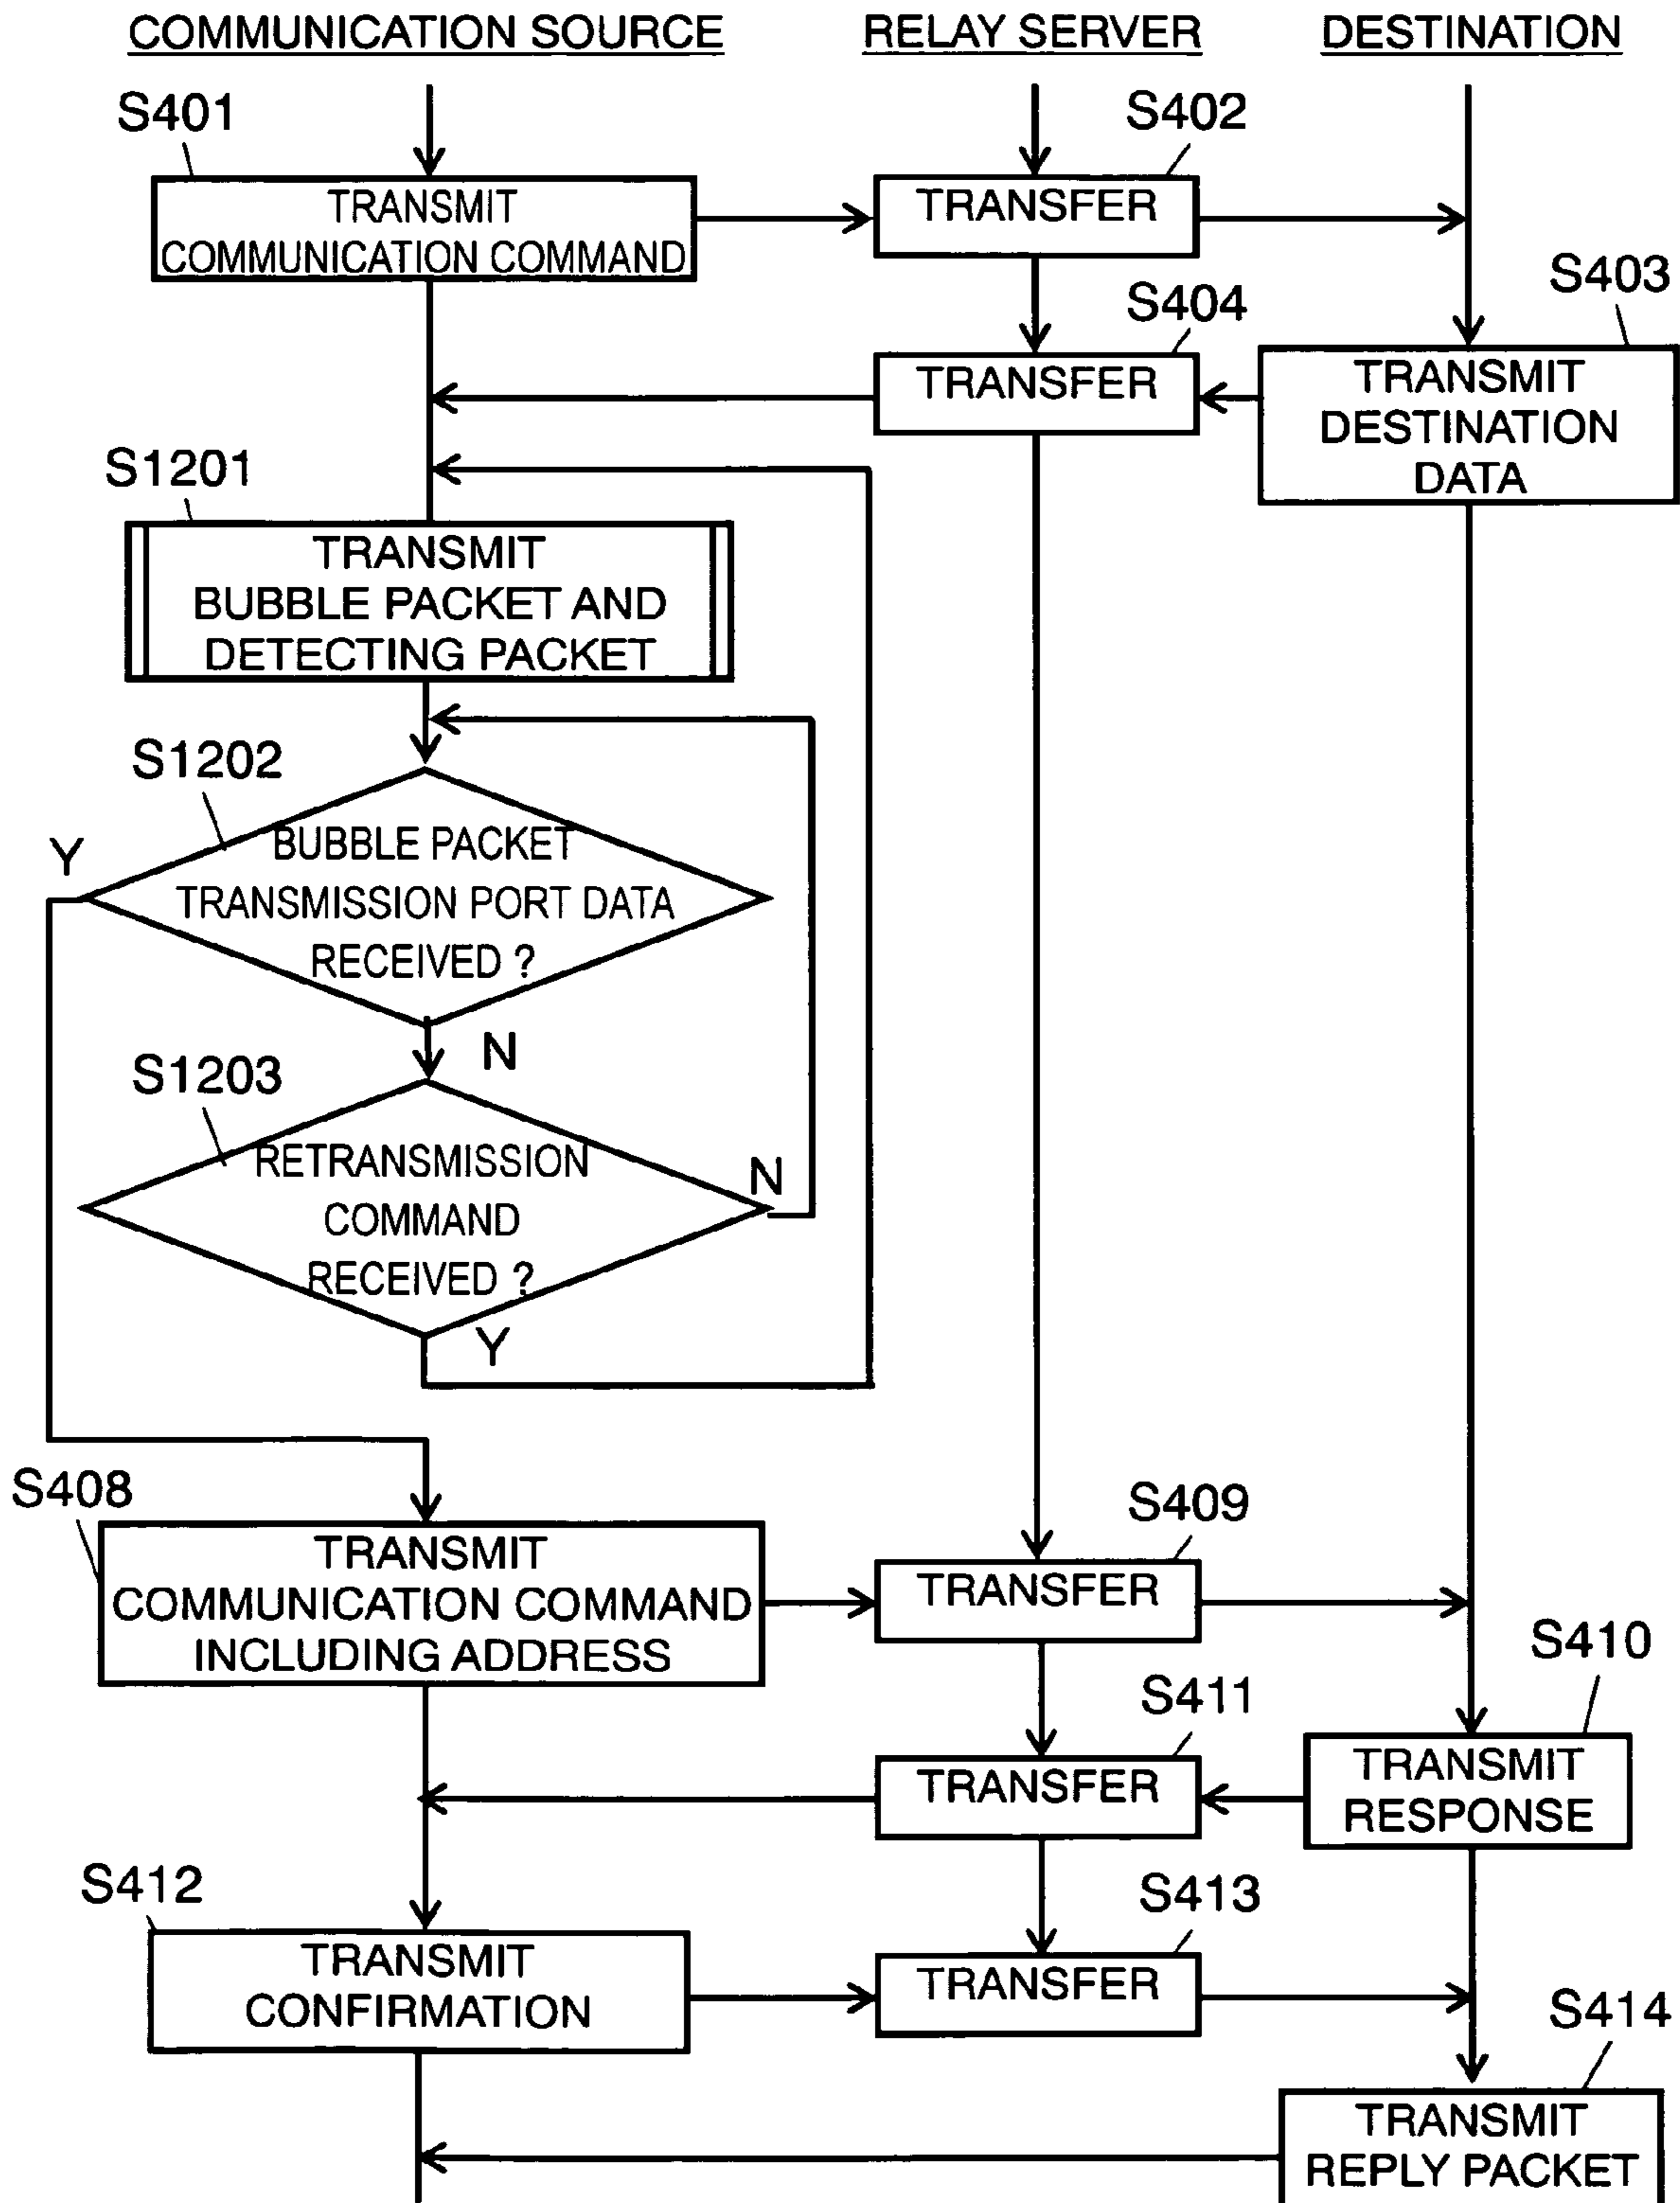 COMMUNICATION SOURCE
RELAY SERVER
DESTINATION
S401
TRANSMIT
COMMUNICATION COMMAND
S402
TRANSFER
S403
TRANSMIT
DESTINATION
DATA
S404
TRANSFER
S1201
TRANSMIT
BUBBLE PACKET AND
DETECTING PACKET
S1202
BUBBLE PACKET
TRANSMISSION PORT DATA
RECEIVED ?
Y
N
S1203
RETRANSMISSION
COMMAND
RECEIVED ?
N
Y
S408
TRANSMIT
COMMUNICATION COMMAND
INCLUDING ADDRESS
S409
TRANSFER
S410
TRANSMIT
RESPONSE
S411
TRANSFER
S412
TRANSMIT
CONFIRMATION
S413
TRANSFER
S414
TRANSMIT
REPLY PACKET